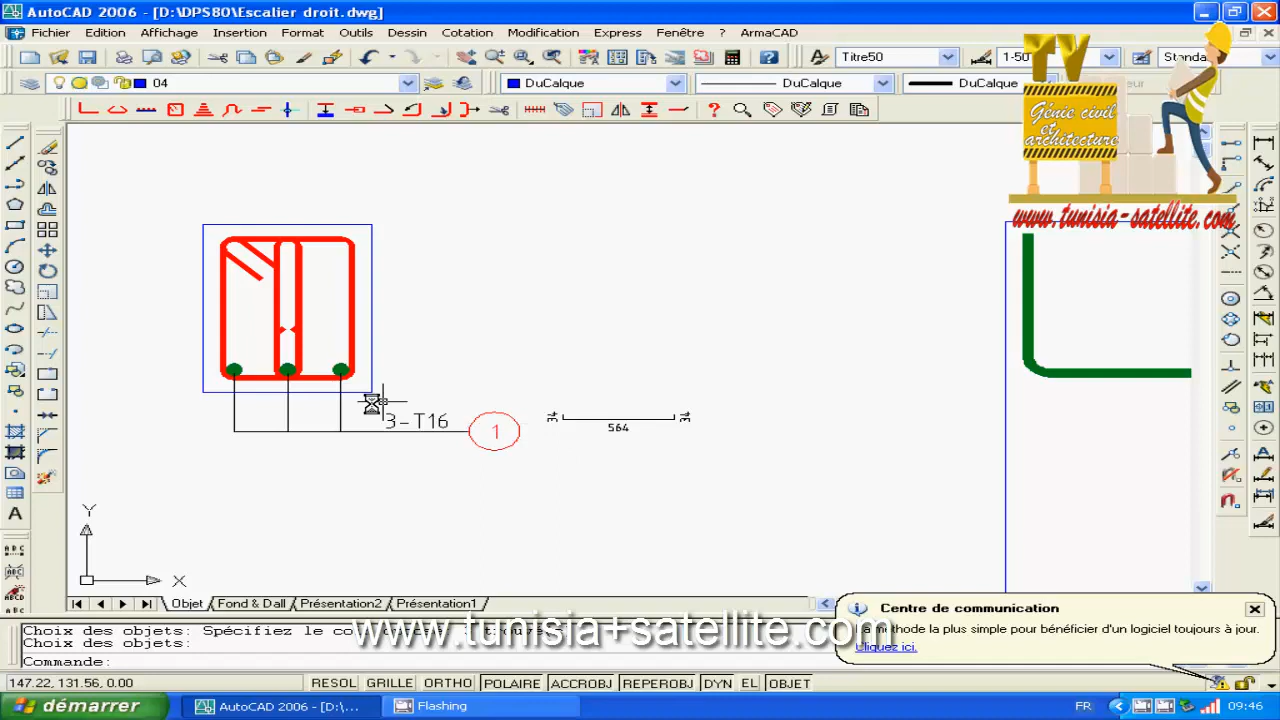 AutoCAD 2006 - [D:\DPS80\Escalier droit.dwg]
Fichier Edition Affichage Insertion Format Outils Dessin Cotation Modification Express Fenêtre ? ArmaCAD
Titre50 1-50 Standa
04 DuCalque DuCalque DuCalque
TV
Génie civil
et
architecture
www.tunisia-satellite.com
3-T16
1
34 564 34
Y
X
Objet Fond & Dall Présentation2 Présentation1
Choix des objets: Spécifiez le co
Choix des objets:
Commande:
www.tunisia+satellite.com
Centre de communication
La méthode la plus simple pour bénéficier d'un logiciel toujours à jour.
Cliquez ici.
147.22, 131.56, 0.00 RESOL GRILLE ORTHO POLAIRE ACCROBJ REPEROBJ DYN EL OBJET
démarrer AutoCAD 2006 - [D:\... Flashing FR 09:46